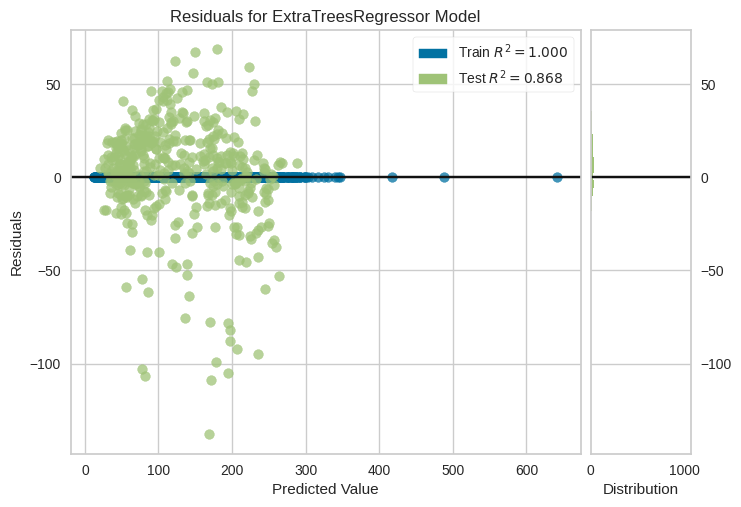 Residuals for ExtraTreesRegressor Model
Train R² = 1.000
Test R² = 0.868
50
0
−50
−100
50
0
−50
−100
Residuals
0
100
200
300
400
500
600
0
1000
Predicted Value
Distribution